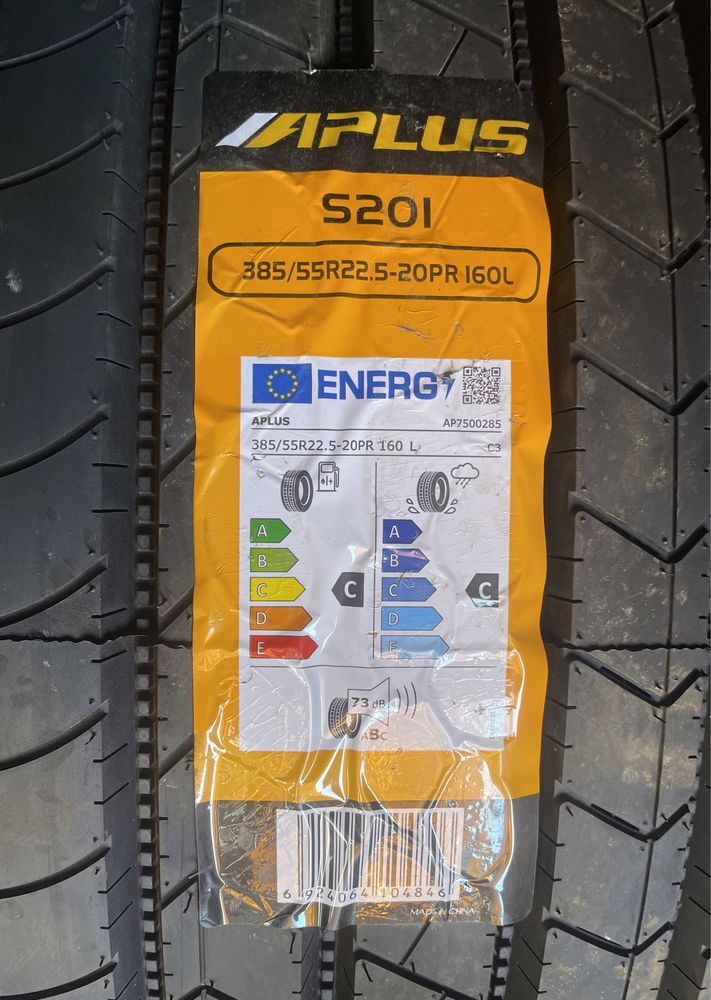 APLUS
S201
385/55R22.5-20PR 160L
ENERG
APLUS AP7500285
385/55R22.5-20PR 160 L C3
A A
B B
C C C C
D D
E E
73 dB
ABC
6 924064 104846
MADE IN CHINA